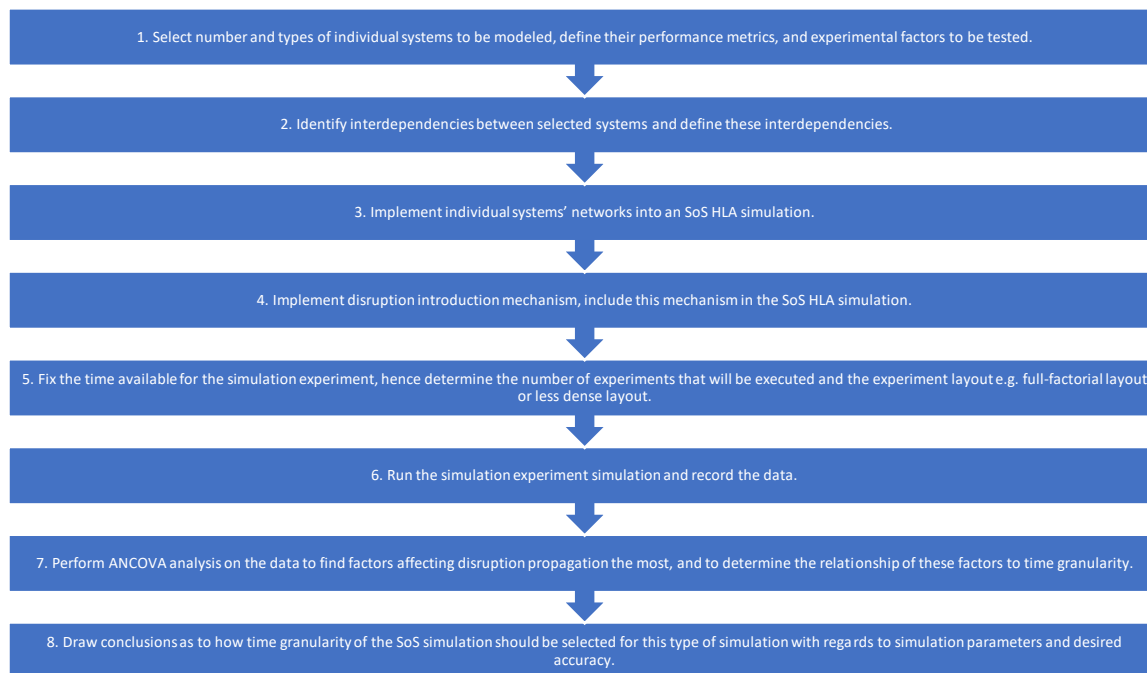 1. Select number and types of individual systems to be modeled, define their performance metrics, and experimental factors to be tested.
2. Identify interdependencies between selected systems and define these interdependencies.
3. Implement individual systems’ networks into an SoS HLA simulation.
4. Implement disruption introduction mechanism, include this mechanism in the SoS HLA simulation.
5. Fix the time available for the simulation experiment, hence determine the number of experiments that will be executed and the experiment layout e.g. full-factorial layout
or less dense layout.
6. Run the simulation experiment simulation and record the data.
7. Perform ANCOVA analysis on the data to find factors affecting disruption propagation the most, and to determine the relationship of these factors to time granularity.
8. Draw conclusions as to how time granularity of the SoS simulation should be selected for this type of simulation with regards to simulation parameters and desired
accuracy.